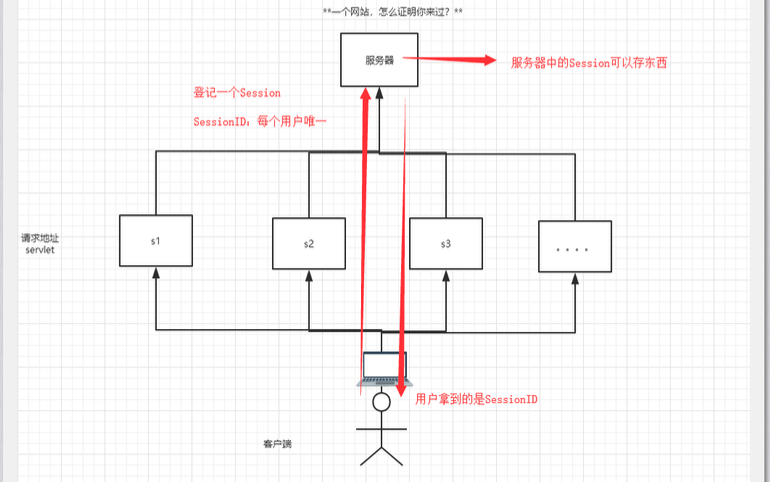 **一个网站，怎么证明你来过？**
服务器
服务器中的Session可以存东西
登记一个Session
SessionID：每个用户唯一
请求地址
servlet
s1
s2
s3
....
用户拿到的是SessionID
客户端